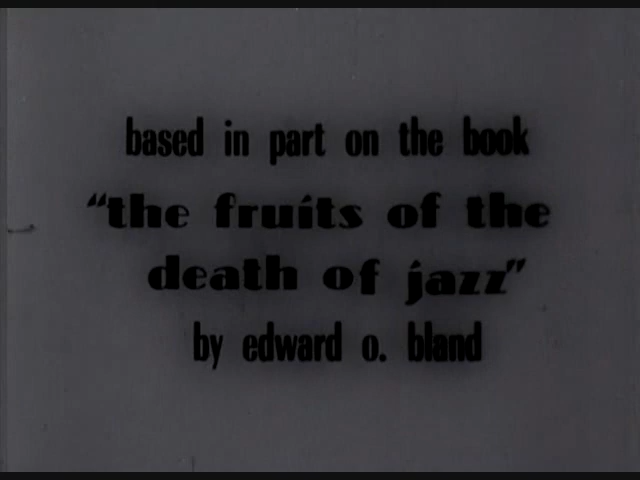 based in part on the book
“the fruits of the
death of jazz”
by edward o. bland